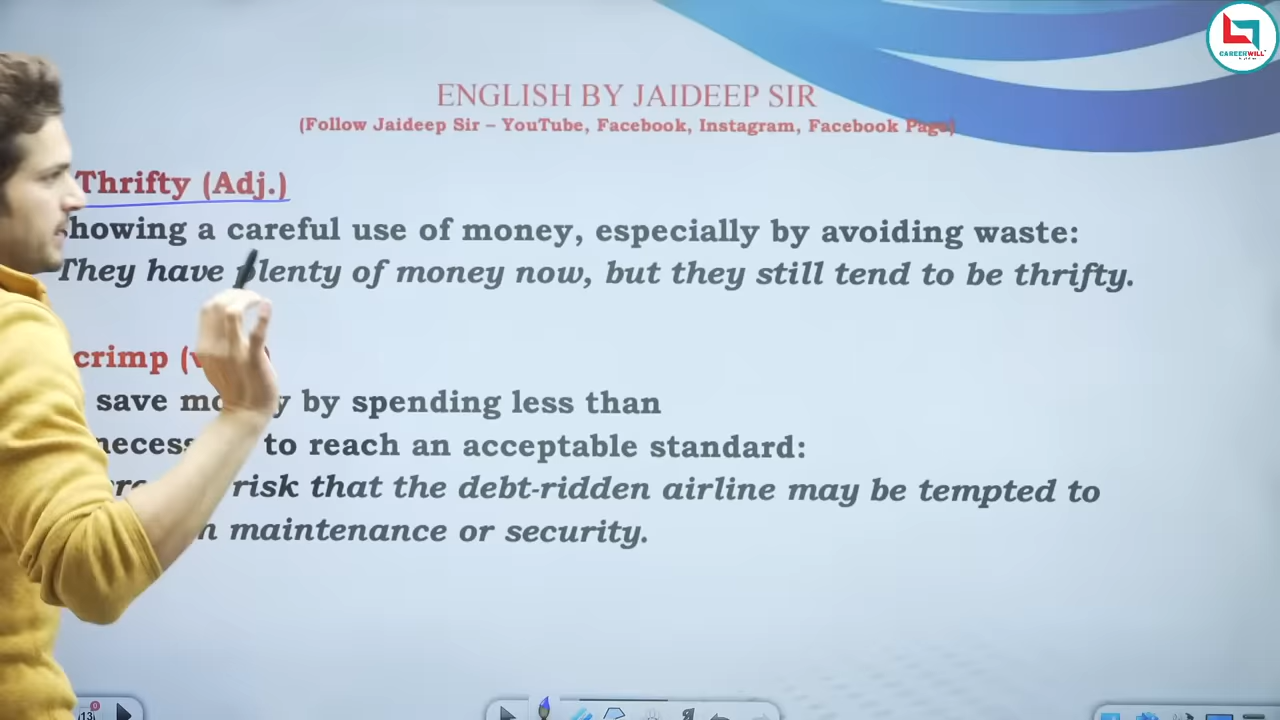 CAREERWILL
ENGLISH BY JAIDEEP SIR
(Follow Jaideep Sir – YouTube, Facebook, Instagram, Facebook Page)
Thrifty (Adj.)
howing a careful use of money, especially by avoiding waste:
They have plenty of money now, but they still tend to be thrifty.
crimp (
save by spending less than
to reach an acceptable standard:
risk that the debt-ridden airline may be tempted to
maintenance or security.